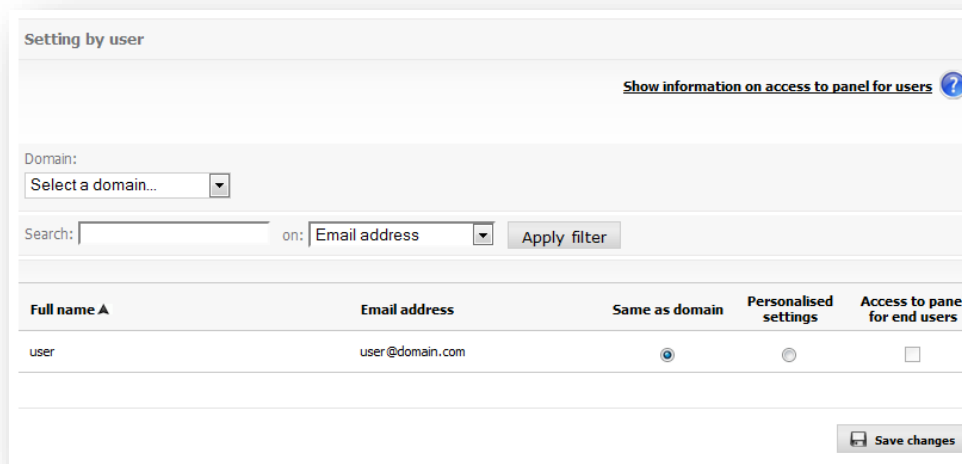 Setting by user
Show information on access to panel for users ?
Domain:
Select a domain...
Search: on: Email address Apply filter
Full name Email address Same as domain Personalised settings Access to pane for end users
user user@domain.com
Save changes